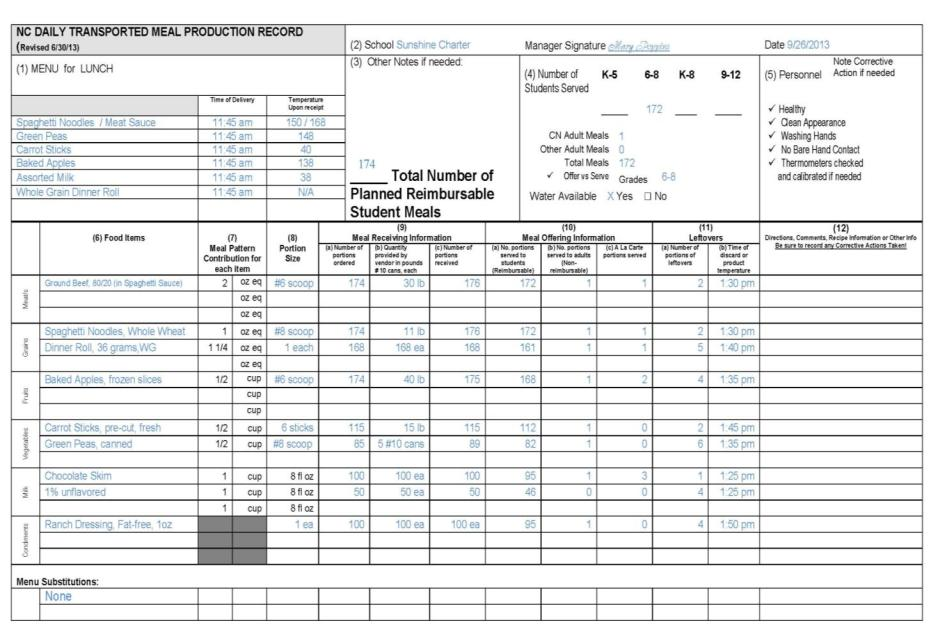 NC DAILY TRANSPORTED MEAL PRODUCTION RECORD
(Revised 6/30/13)
(2) School Sunshine Charter Manager Signature Mary Poppins Date 9/26/2013
(1) MENU for LUNCH
(3) Other Notes if needed:
(4) Number of Students Served K-5 6-8 K-8 9-12
___ 172 ___ ___
(5) Personnel Note Corrective Action if needed
Time of Delivery Temperature Upon receipt
Spaghetti Noodles / Meat Sauce 11:45 am 150 / 168
Green Peas 11:45 am 148
Carrot Sticks 11:45 am 40
Baked Apples 11:45 am 138
Assorted Milk 11:45 am 38
Whole Grain Dinner Roll 11:45 am N/A
174
____ Total Number of
Planned Reimbursable
Student Meals
CN Adult Meals 1
Other Adult Meals 0
Total Meals 172
✓ Offer vs Serve Grades 6-8
Water Available X Yes ☐ No
✓ Healthy
✓ Clean Appearance
✓ Washing Hands
✓ No Bare Hand Contact
✓ Thermometers checked
and calibrated if needed
(6) Food Items
(7) Meal Pattern Contribution for each item
(8) Portion Size
(9) Meal Receiving Information
(a) Number of portions ordered
(b) Quantity provided by vendor in pounds # 10 cans, each
(c) Number of portions received
(10) Meal Offering Information
(a) No. portions served to students (Reimbursable)
(b) No. portions served to adults (Non-reimbursable)
(c) A La Carte portions served
(11) Leftovers
(a) Number of portions of leftovers
(b) Time of discard or product temperature
(12)
Directions, Comments, Recipe Information or Other Info
Be sure to record any Corrective Actions Taken!
Ground Beef, 80/20 (in Spaghetti Sauce) 2 oz eq #6 scoop 174 30 lb 176 172 1 1 2 1:30 pm
oz eq
oz eq
Grains
Spaghetti Noodles, Whole Wheat 1 oz eq #8 scoop 174 11 lb 176 172 1 1 2 1:30 pm
Dinner Roll, 36 grams,WG 1 1/4 oz eq 1 each 168 168 ea 168 161 1 1 5 1:40 pm
oz eq
Fruits
Baked Apples, frozen slices 1/2 cup #6 scoop 174 40 lb 175 168 1 2 4 1:35 pm
cup
cup
Vegetables
Carrot Sticks, pre-cut, fresh 1/2 cup 6 sticks 115 15 lb 115 112 1 0 2 1:45 pm
Green Peas, canned 1/2 cup #8 scoop 85 5 #10 cans 89 82 1 0 6 1:35 pm
Milk
Chocolate Skim 1 cup 8 fl oz 100 100 ea 100 95 1 3 1 1:25 pm
1% unflavored 1 cup 8 fl oz 50 50 ea 50 46 0 0 4 1:25 pm
1 cup 8 fl oz
Condiments
Ranch Dressing, Fat-free, 1oz 1 ea 100 100 ea 100 ea 95 1 0 4 1:50 pm
Menu Substitutions:
None